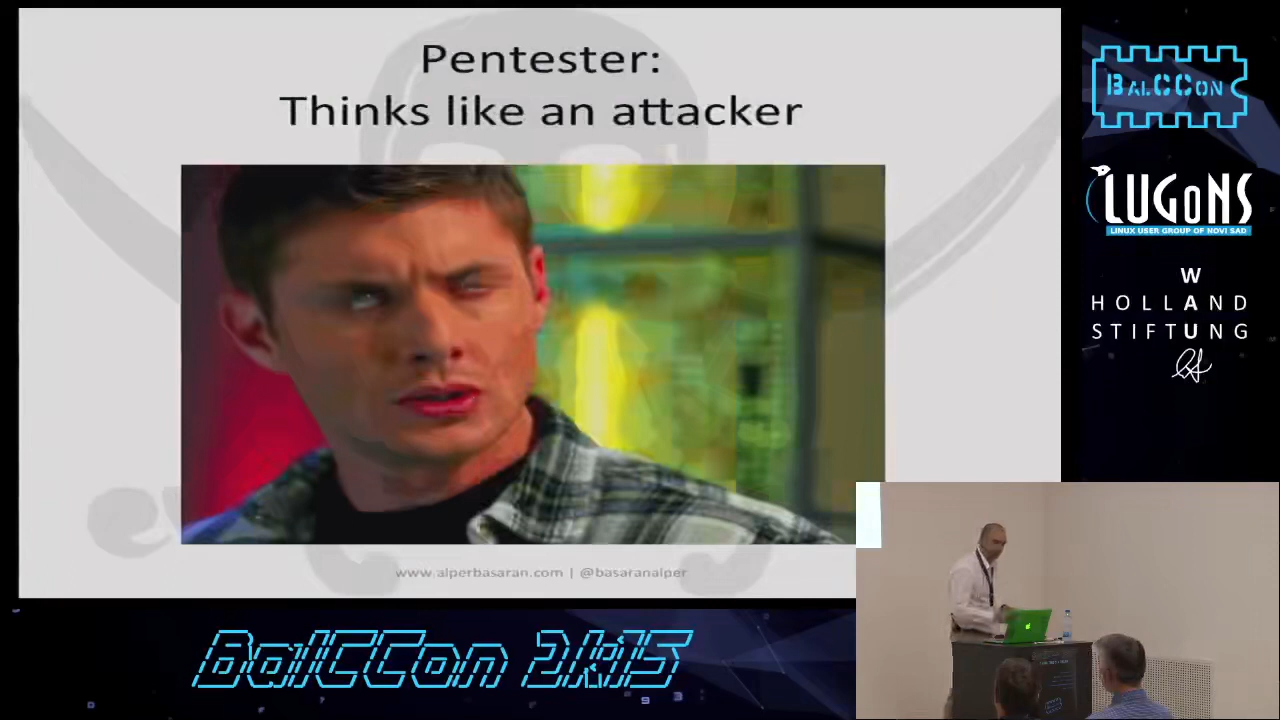 Pentester:
Thinks like an attacker
www.alperbasaran.com | @basaranalper
BALCCON
LUGONS
LINUX USER GROUP OF NOVI SAD
W
HOLLAND
STIFTUNG
BalCCon 2k15